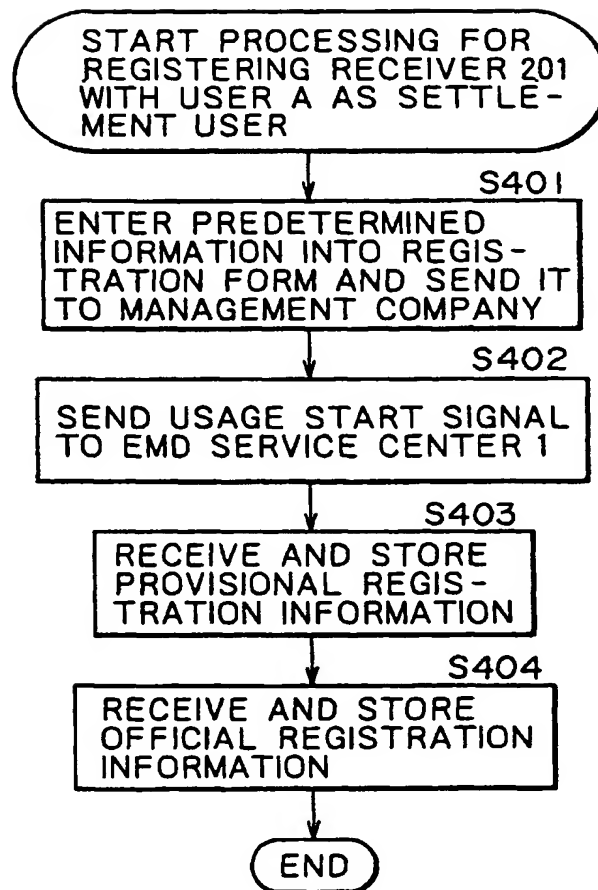 START PROCESSING FOR
REGISTERING RECEIVER 201
WITH USER A AS SETTLE-
MENT USER
S401
ENTER PREDETERMINED
INFORMATION INTO REGIS-
TRATION FORM AND SEND IT
TO MANAGEMENT COMPANY
S402
SEND USAGE START SIGNAL
TO EMD SERVICE CENTER 1
S403
RECEIVE AND STORE
PROVISIONAL REGIS-
TRATION INFORMATION
S404
RECEIVE AND STORE
OFFICIAL REGISTRATION
INFORMATION
END